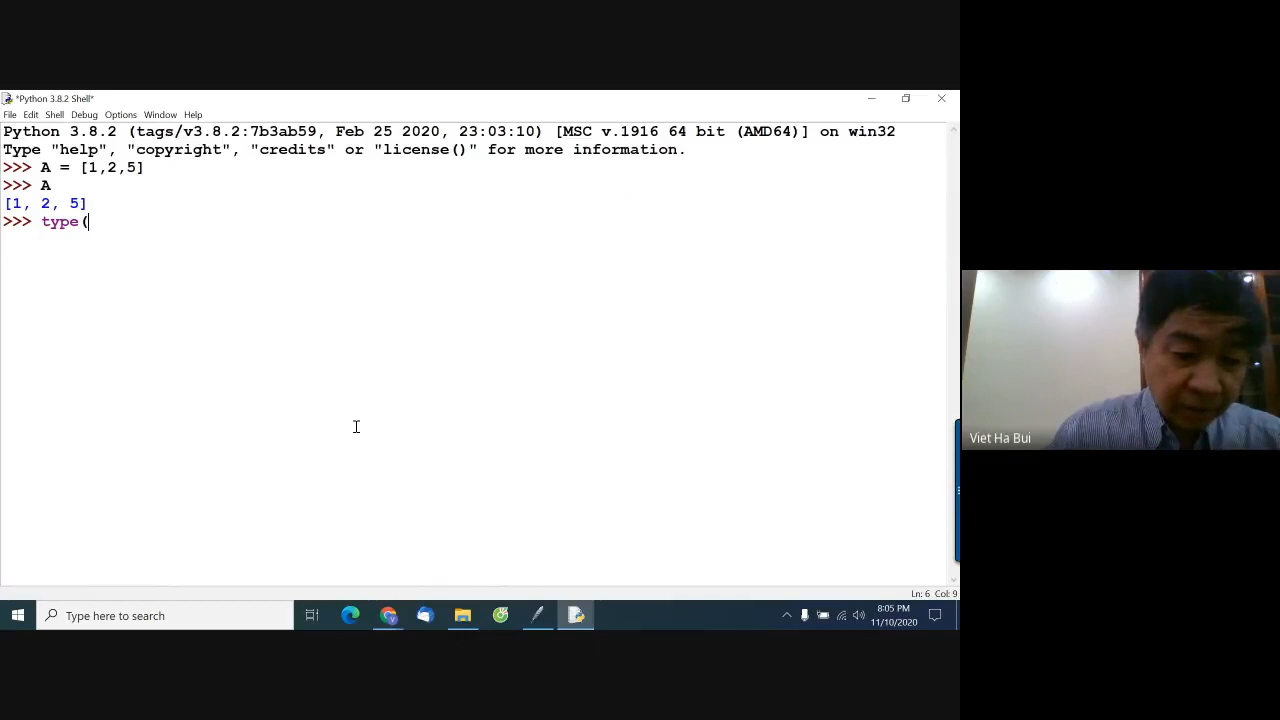 *Python 3.8.2 Shell*
File Edit Shell Debug Options Window Help
Python 3.8.2 (tags/v3.8.2:7b3ab59, Feb 25 2020, 23:03:10) [MSC v.1916 64 bit (AMD64)] on win32
Type "help", "copyright", "credits" or "license()" for more information.
>>> A = [1,2,5]
>>> A
[1, 2, 5]
>>> type(
Viet Ha Bui
Ln: 6 Col: 9
Type here to search
8:05 PM
11/10/2020